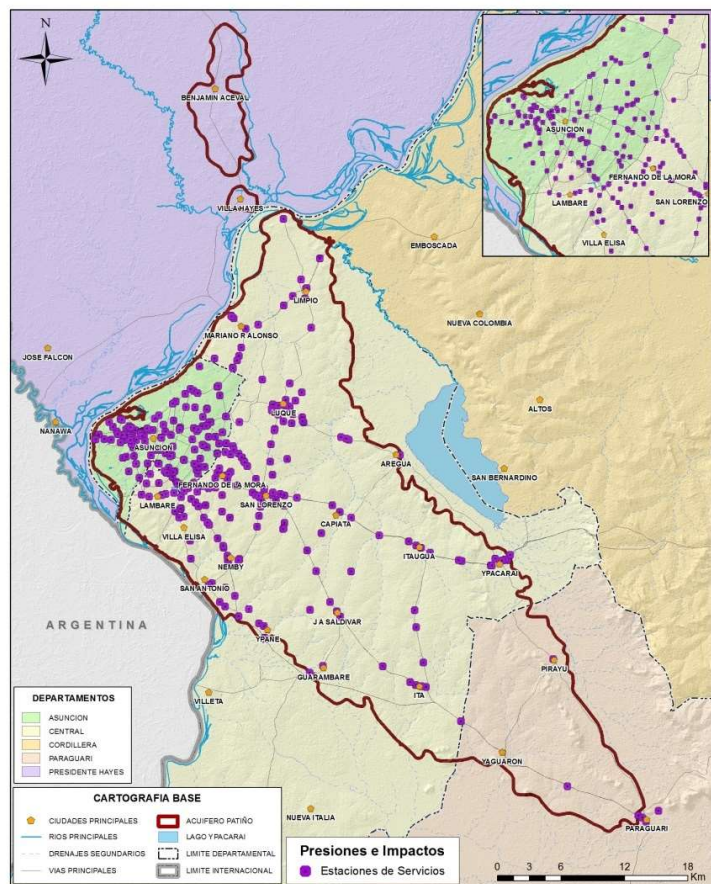 N
BENJAMIN ACEVAL
VILLA HAYES
EMBOSCADA
LIMPIO
NUEVA COLOMBIA
MARIANO R ALONSO
JOSE FALCON
ALTOS
NANAWA
LUQUE
ASUNCION
AREGUA
SAN BERNARDINO
FERNANDO DE LA MORA
LAMBARE
SAN LORENZO
CAPIATA
VILLA ELISA
ITAUGUA
NEMBY
YPACARAI
SAN ANTONIO
ARGENTINA
J A SALDIVAR
YPAÑE
PIRAYU
GUARAMBARE
ITA
VILLETA
YAGUARON
NUEVA ITALIA
PARAGUARI
ASUNCION
FERNANDO DE LA MORA
LAMBARE
SAN LORENZO
VILLA ELISA
DEPARTAMENTOS
ASUNCION
CENTRAL
CORDILLERA
PARAGUARI
PRESIDENTE HAYES
CARTOGRAFIA BASE
CIUDADES PRINCIPALES
RIOS PRINCIPALES
DRENAJES SEGUNDARIOS
VIAS PRINCIPALES
ACUIFERO PATIÑO
LAGO YPACARAI
LIMITE DEPARTAMENTAL
LIMITE INTERNACIONAL
Presiones e Impactos
Estaciones de Servicios
0 3 6 12 18
Km